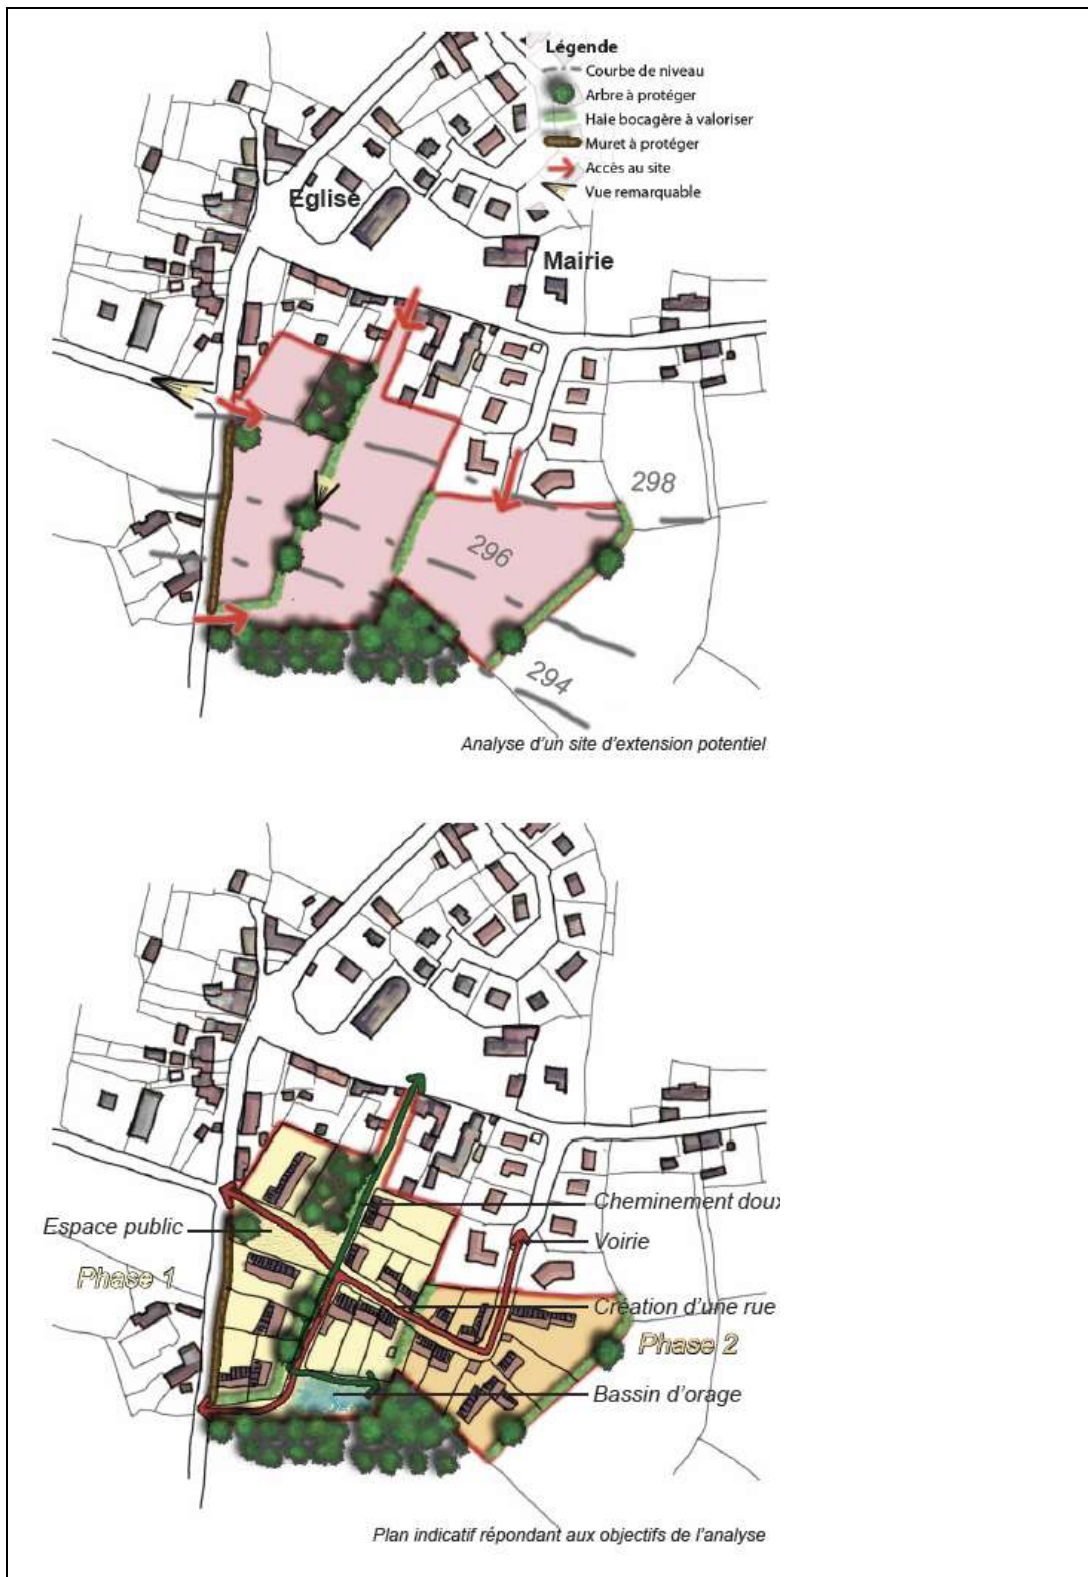 Légende
Courbe de niveau
Arbre à protéger
Haie bocagère à valoriser
Muret à protéger
Accès au site
Vue remarquable
Eglise
Mairie
298
296
294
Analyse d'un site d'extension potentiel
Cheminement doux
Espace public
Voirie
Phase 1
Création d'une rue
Phase 2
Bassin d'orage
Plan indicatif répondant aux objectifs de l'analyse